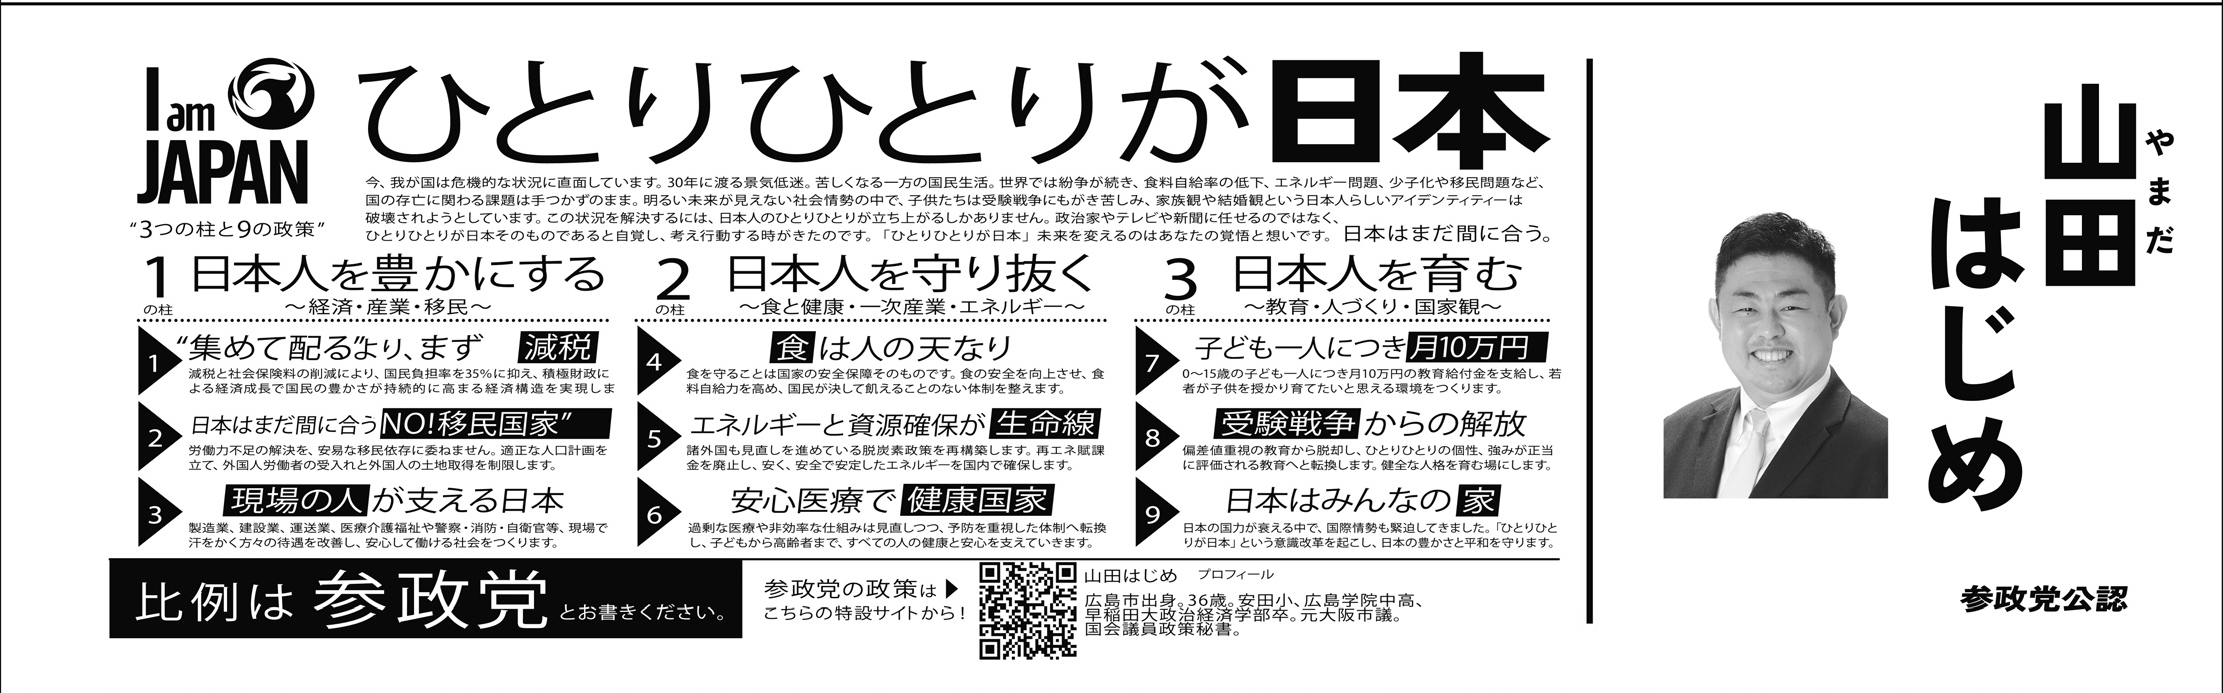 I am
JAPAN
“3つの柱と9の政策”
ひとりひとりが日本
今、我が国は危機的な状況に直面しています。30年に渡る景気低迷。苦しくなる一方の国民生活。世界では紛争が続き、食料自給率の低下、エネルギー問題、少子化や移民問題など、
国の存亡に関わる課題は手つかずのまま。明るい未来が見えない社会情勢の中で、子供たちは受験戦争にもがき苦しみ、家族観や結婚観という日本人らしいアイデンティティーは
破壊されようとしています。この状況を解決するには、日本人のひとりひとりが立ち上がるしかありません。政治家やテレビや新聞に任せるのではなく、
ひとりひとりが日本そのものであると自覚し、考え行動する時がきたのです。「ひとりひとりが日本」未来を変えるのはあなたの覚悟と想いです。日本はまだ間に合う。
1の柱 日本人を豊かにする
～経済・産業・移民～
1 “集めて配る”より、まず 減税
減税と社会保険料の削減により、国民負担率を35%に抑え、積極財政に
よる経済成長で国民の豊かさが持続的に高まる経済構造を実現しま
2 日本はまだ間に合うNO!移民国家”
労働力不足の解決を、安易な移民依存に委ねません。適正な人口計画を
立て、外国人労働者の受入れと外国人の土地取得を制限します。
3 現場の人が支える日本
製造業、建設業、運送業、医療介護福祉や警察・消防・自衛官等、現場で
汗をかく方々の待遇を改善し、安心して働ける社会をつくります。
2の柱 日本人を守り抜く
～食と健康・一次産業・エネルギー～
4 食は人の天なり
食を守ることは国家の安全保障そのものです。食の安全を向上させ、食
料自給力を高め、国民が決して飢えることのない体制を整えます。
5 エネルギーと資源確保が生命線
諸外国も見直しを進めている脱炭素政策を再構築します。再エネ賦課
金を廃止し、安く、安全で安定したエネルギーを国内で確保します。
6 安心医療で健康国家
過剰な医療や非効率な仕組みは見直しつつ、予防を重視した体制へ転換
し、子どもから高齢者まで、すべての人の健康と安心を支えていきます。
3の柱 日本人を育む
～教育・人づくり・国家観～
7 子ども一人につき月10万円
0～15歳の子ども一人につき月10万円の教育給付金を支給し、若
者が子供を授かり育てたいと思える環境をつくります。
8 受験戦争からの解放
偏差値重視の教育から脱却し、ひとりひとりの個性、強みが正当
に評価される教育へと転換します。健全な人格を育む場にします。
9 日本はみんなの家
日本の国力が衰える中で、国際情勢も緊迫してきました。「ひとりひと
りが日本」という意識改革を起こし、日本の豊かさと平和を守ります。
比例は 参政党 とお書きください。
参政党の政策は
こちらの特設サイトから！
山田はじめ プロフィール
広島市出身。36歳。安田小、広島学院中高、
早稲田大政治経済学部卒。元大阪市議。
国会議員政策秘書。
やまだ
山田
はじめ
参政党公認